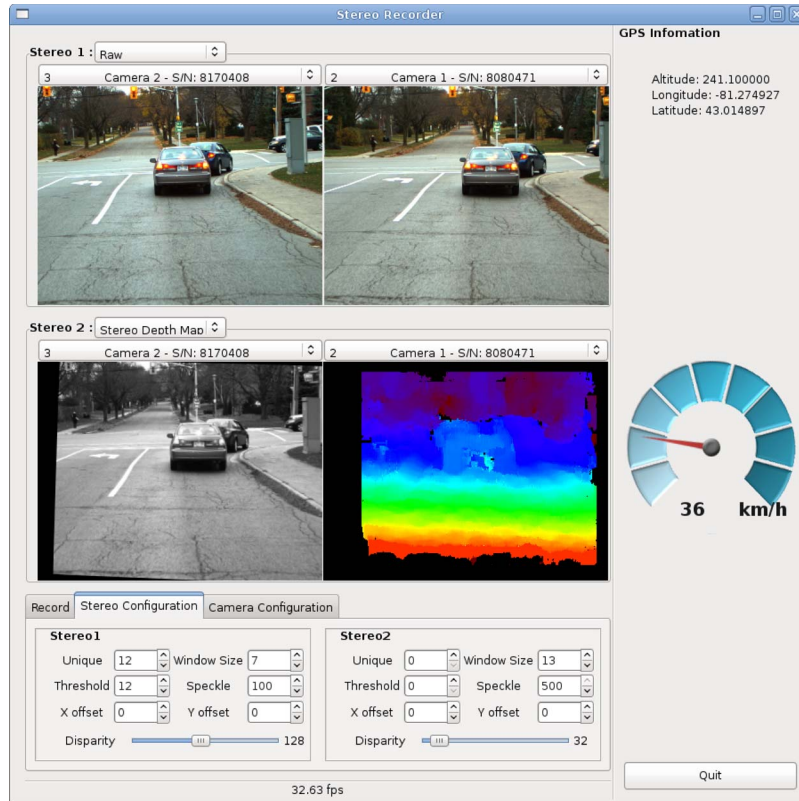 Stereo Recorder
Stereo 1 : Raw
3 Camera 2 - S/N: 8170408
2 Camera 1 - S/N: 8080471
GPS Infomation
Altitude: 241.100000
Longitude: -81.274927
Latitude: 43.014897
Stereo 2 : Stereo Depth Map
3 Camera 2 - S/N: 8170408
2 Camera 1 - S/N: 8080471
36 km/h
Record Stereo Configuration Camera Configuration
Stereo1
Unique 12 Window Size 7
Threshold 12 Speckle 100
X offset 0 Y offset 0
Disparity 128
Stereo2
Unique 0 Window Size 13
Threshold 0 Speckle 500
X offset 0 Y offset 0
Disparity 32
Quit
32.63 fps